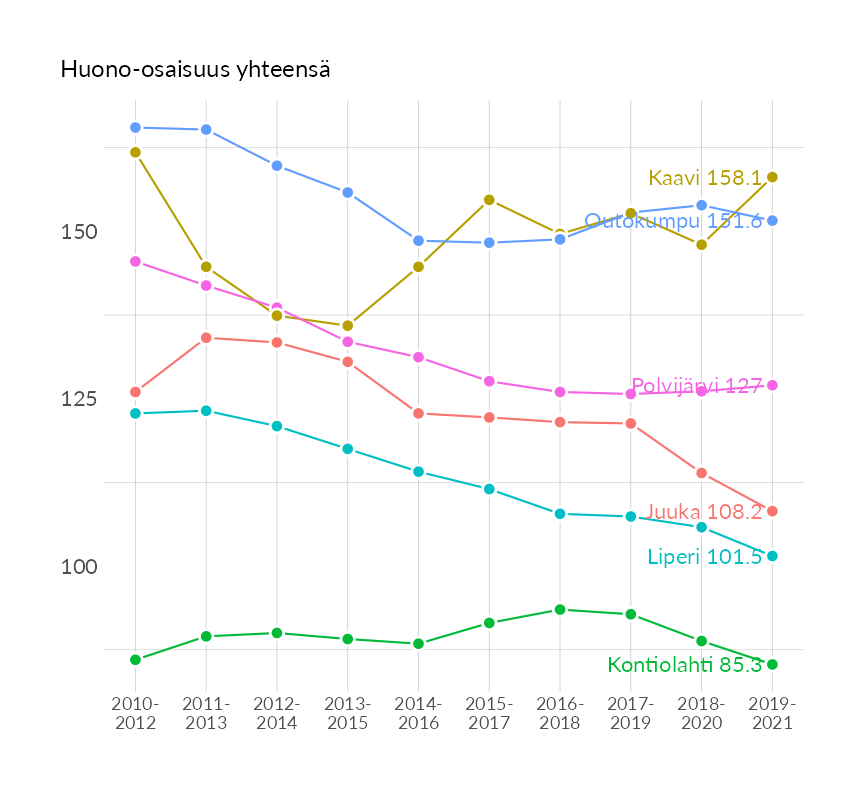 Huono-osaisuus yhteensä
Kaavi 158.1
150
Outokumpu 151.6
Polvijärvi 127
125
Juuka 108.2
Liperi 101.5
100
Kontiolahti 85.3
2010- 2011- 2012- 2013- 2014- 2015- 2016- 2017- 2018- 2019-
2012 2013 2014 2015 2016 2017 2018 2019 2020 2021